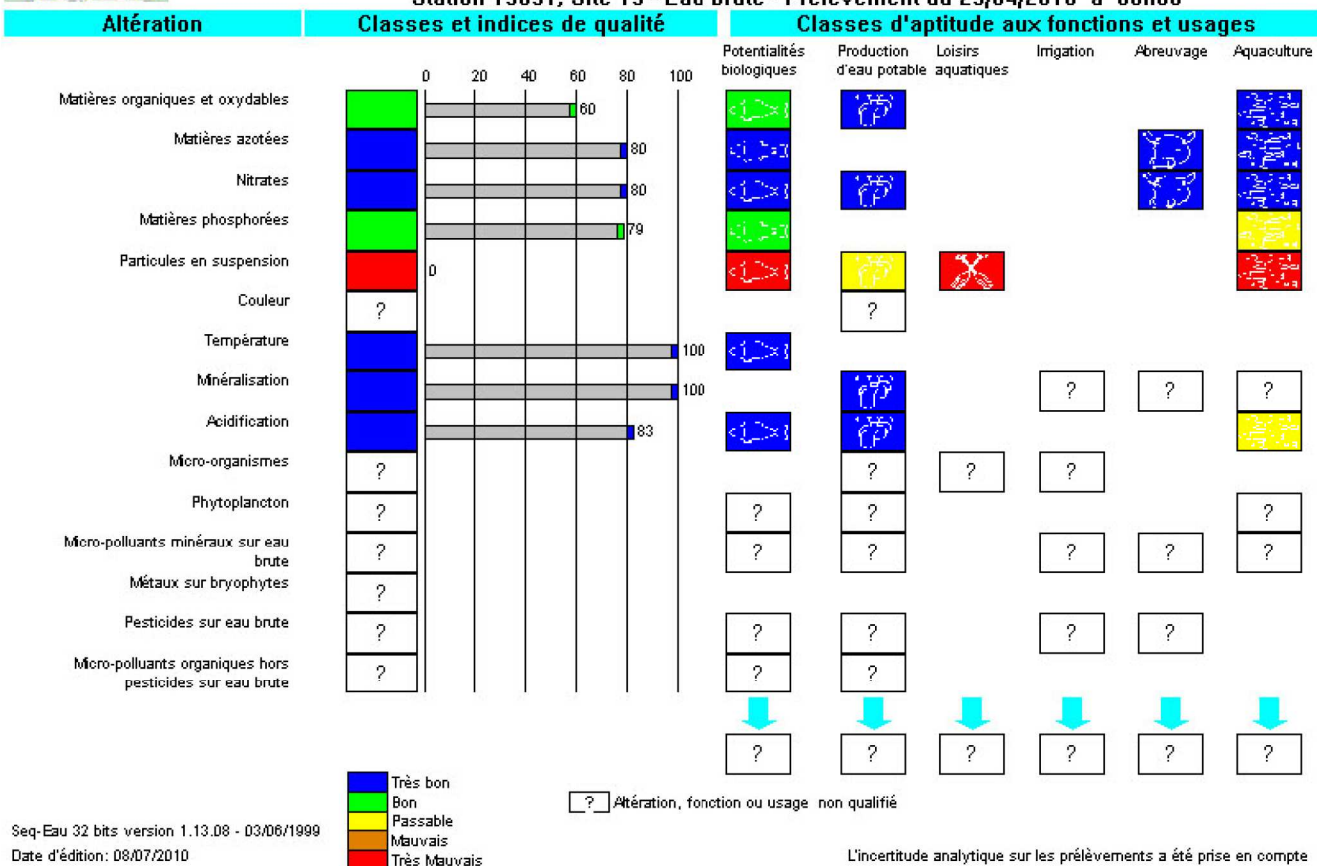 Altération Classes et indices de qualité Classes d'aptitude aux fonctions et usages
Potentialités biologiques Production d'eau potable Loisirs aquatiques Irrigation Abreuvage Aquaculture
0 20 40 60 80 100
Matières organiques et oxydables 60
Matières azotées 80
Nitrates 80
Matières phosphorées 79
Particules en suspension 0
Couleur ? ?
Température 100
Minéralisation 100 ? ? ?
Acidification 83
Micro-organismes ? ? ? ?
Phytoplancton ? ? ? ?
Micro-polluants minéraux sur eau brute ? ? ? ? ? ?
Métaux sur bryophytes ?
Pesticides sur eau brute ? ? ? ? ?
Micro-polluants organiques hors pesticides sur eau brute ? ? ?
? ? ? ? ? ?
Très bon
Bon
Passable
Mauvais
Très Mauvais
? Altération, fonction ou usage non qualifié
Seq-Eau 32 bits version 1.13.08 - 03/06/1999
Date d'édition: 08/07/2010
L'incertitude analytique sur les prélèvements a été prise en compte